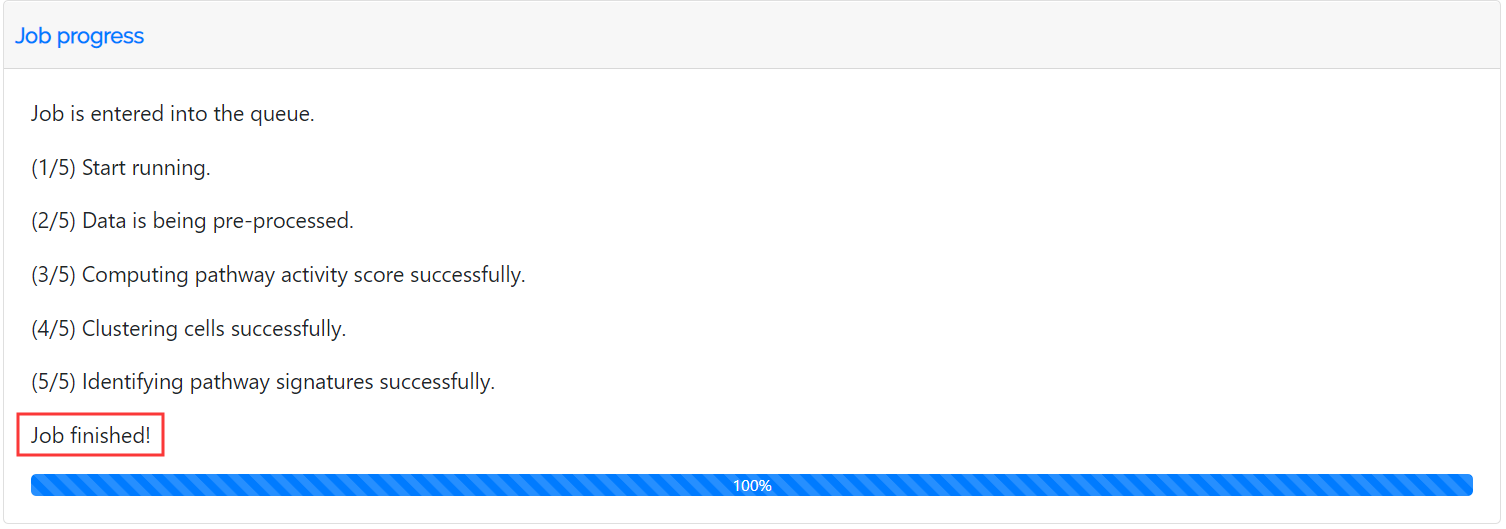 Job progress
Job is entered into the queue.
(1/5) Start running.
(2/5) Data is being pre-processed.
(3/5) Computing pathway activity score successfully.
(4/5) Clustering cells successfully.
(5/5) Identifying pathway signatures successfully.
Job finished!
100%